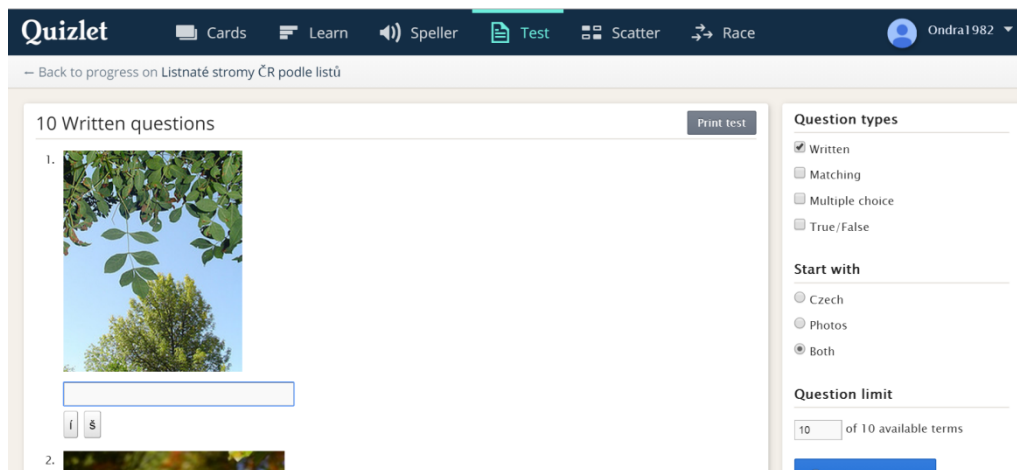 Quizlet Cards Learn Speller Test Scatter Race Ondra1982
← Back to progress on Listnaté stromy ČR podle listů
10 Written questions
Print test
1.
í š
2.
Question types
Written
Matching
Multiple choice
True/False
Start with
Czech
Photos
Both
Question limit
10 of 10 available terms